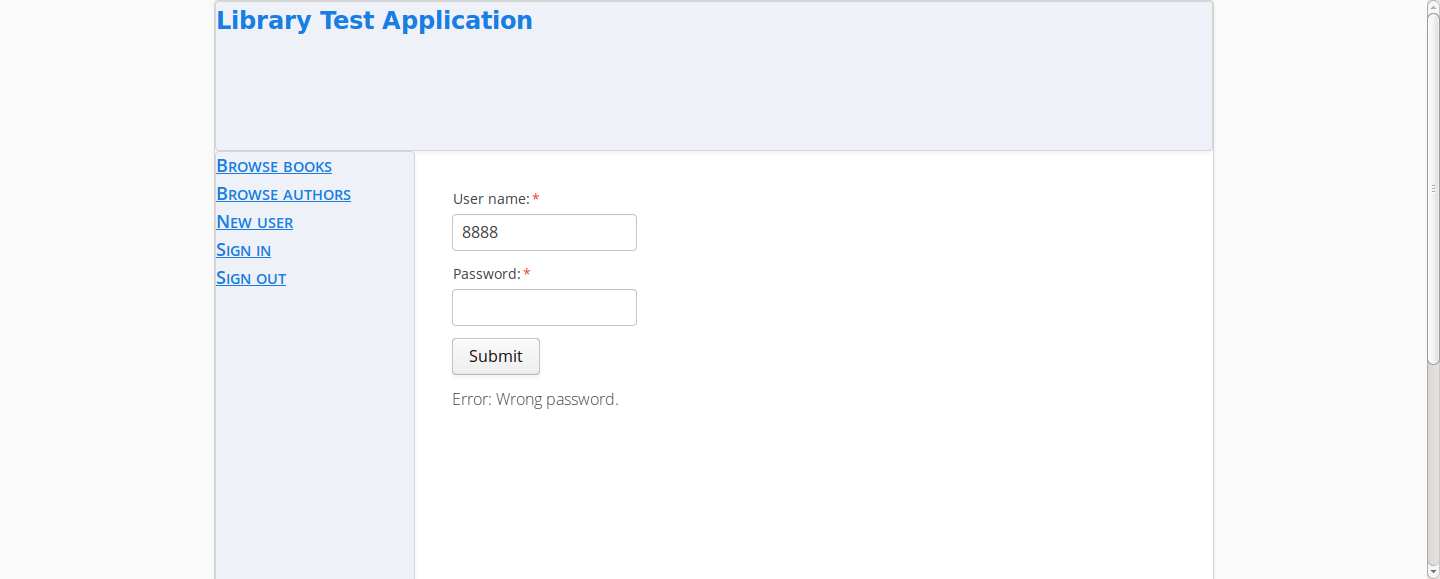 Library Test Application
Browse books
Browse authors
New user
Sign in
Sign out
User name: *
8888
Password: *
Submit
Error: Wrong password.